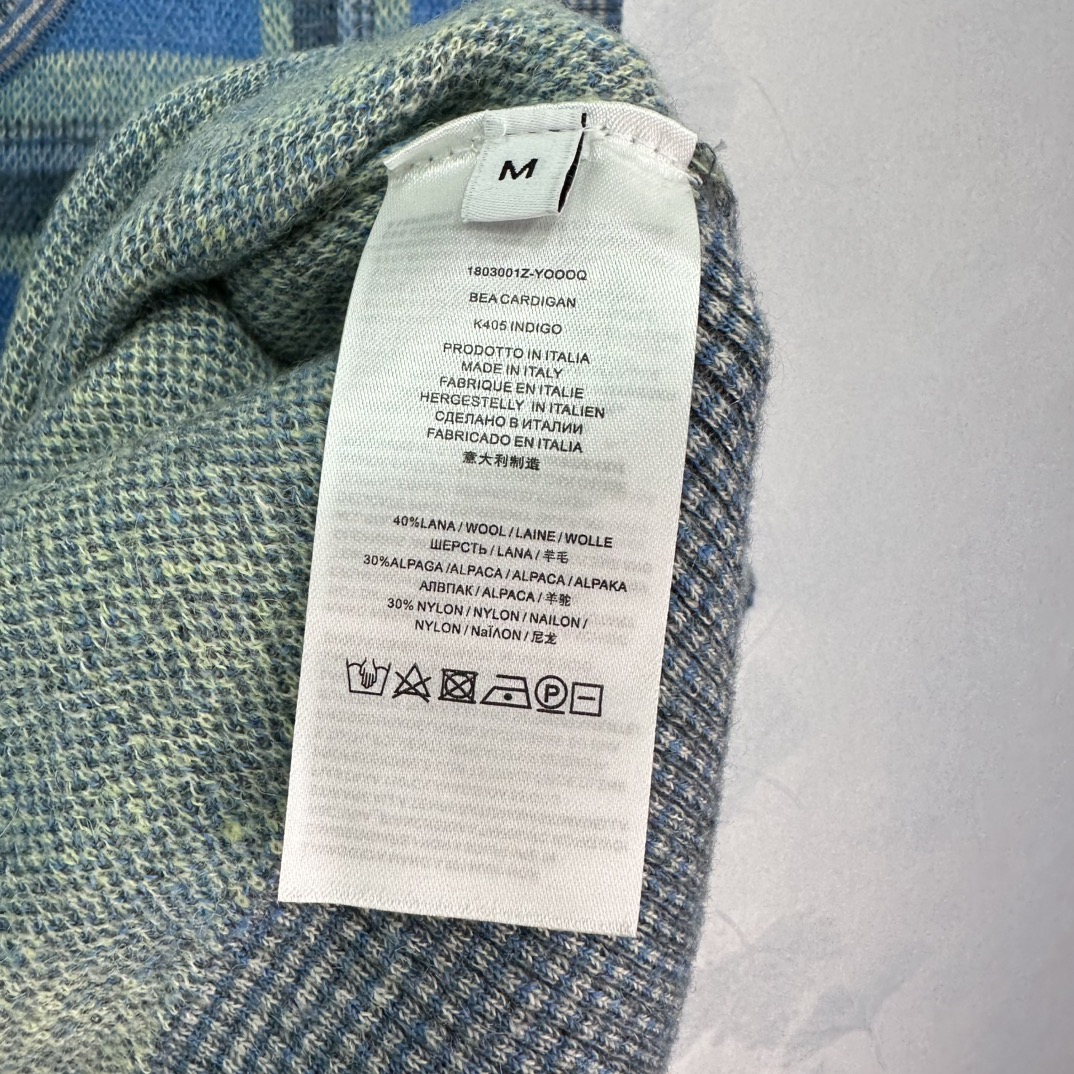 M
1803001Z-YOOOQ
BEA CARDIGAN
K405 INDIGO
PRODOTTO IN ITALIA
MADE IN ITALY
FABRIQUE EN ITALIE
HERGESTELLY IN ITALIEN
СДЕЛАНО В ИТАЛИИ
FABRICADO EN ITALIA
意大利制造
40%LANA / WOOL / LAINE / WOLLE
ШЕРСТЬ / LANA / 羊毛
30%ALPAGA / ALPACA / ALPACA / ALPAKA
АЛВПАК / ALPACA / 羊驼
30% NYLON / NYLON / NAILON /
NYLON / NaÏΛON / 尼龙
P